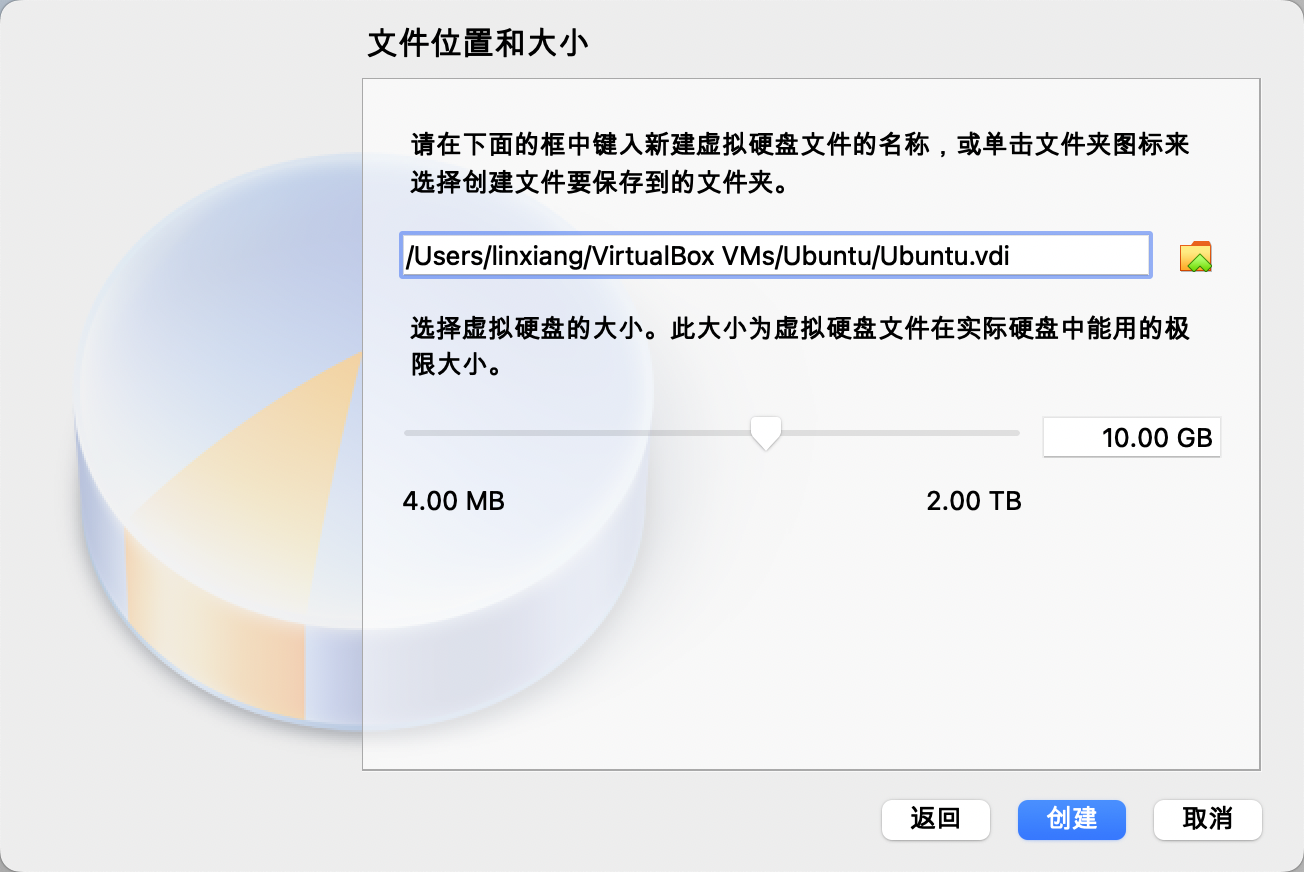 文件位置和大小
请在下面的框中键入新建虚拟硬盘文件的名称，或单击文件夹图标来
选择创建文件要保存到的文件夹。
/Users/linxiang/VirtualBox VMs/Ubuntu/Ubuntu.vdi
选择虚拟硬盘的大小。此大小为虚拟硬盘文件在实际硬盘中能用的极
限大小。
10.00 GB
4.00 MB 2.00 TB
返回 创建 取消